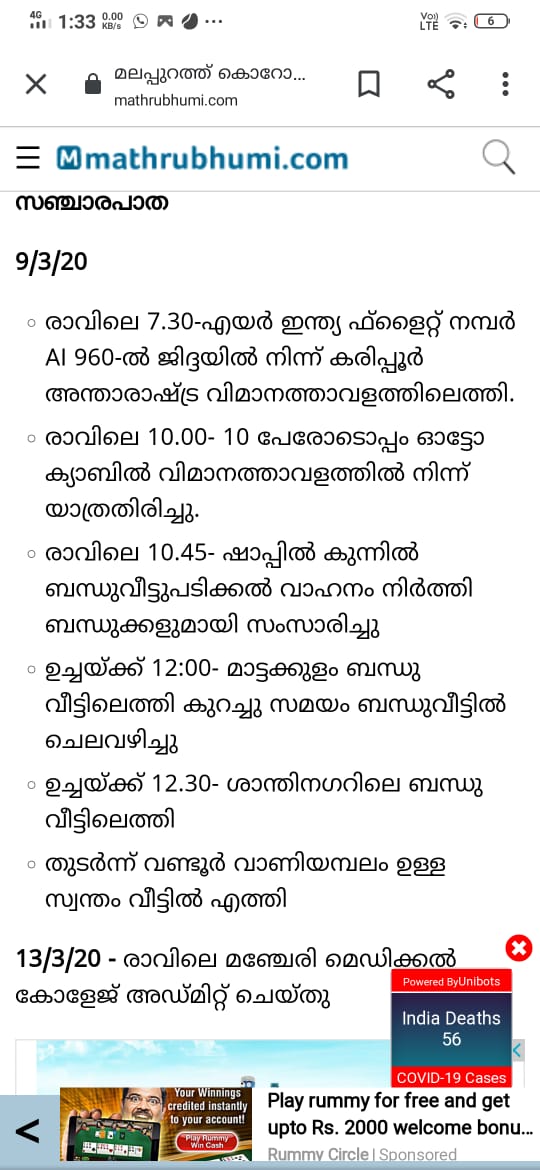 4G 1:33 0.00 KB/s ... Vo) LTE 6
മലപ്പുറത്ത് കൊറോ...
mathrubhumi.com
mathrubhumi.com
സഞ്ചാരപാത
9/3/20
രാവിലെ 7.30-എയർ ഇന്ത്യ ഫ്ളൈറ്റ് നമ്പർ
AI 960-ൽ ജിദ്ദയിൽ നിന്ന് കരിപ്പൂർ
അന്താരാഷ്ട്ര വിമാനത്താവളത്തിലെത്തി.
രാവിലെ 10.00- 10 പേരോടൊപ്പം ഓട്ടോ
ക്യാബിൽ വിമാനത്താവളത്തിൽ നിന്ന്
യാത്രതിരിച്ചു.
രാവിലെ 10.45- ഷാപ്പിൽ കുന്നിൽ
ബന്ധുവീട്ടുപടിക്കൽ വാഹനം നിർത്തി
ബന്ധുക്കളുമായി സംസാരിച്ചു
ഉച്ചയ്ക്ക് 12:00- മാട്ടക്കുളം ബന്ധു
വീട്ടിലെത്തി കുറച്ചു സമയം ബന്ധുവീട്ടിൽ
ചെലവഴിച്ചു
ഉച്ചയ്ക്ക് 12.30- ശാന്തിനഗറിലെ ബന്ധു
വീട്ടിലെത്തി
തുടർന്ന് വണ്ടൂർ വാണിയമ്പലം ഉള്ള
സ്വന്തം വീട്ടിൽ എത്തി
13/3/20 - രാവിലെ മഞ്ചേരി മെഡിക്കൽ
കോളേജ് അഡ്മിറ്റ് ചെയ്തു
Powered ByUnibots
India Deaths
56
COVID-19 Cases
Your Winnings
credited instantly
to your account!
Play Rummy
Win Cash
Play rummy for free and get
upto Rs. 2000 welcome bonu...
Rummy Circle | Sponsored